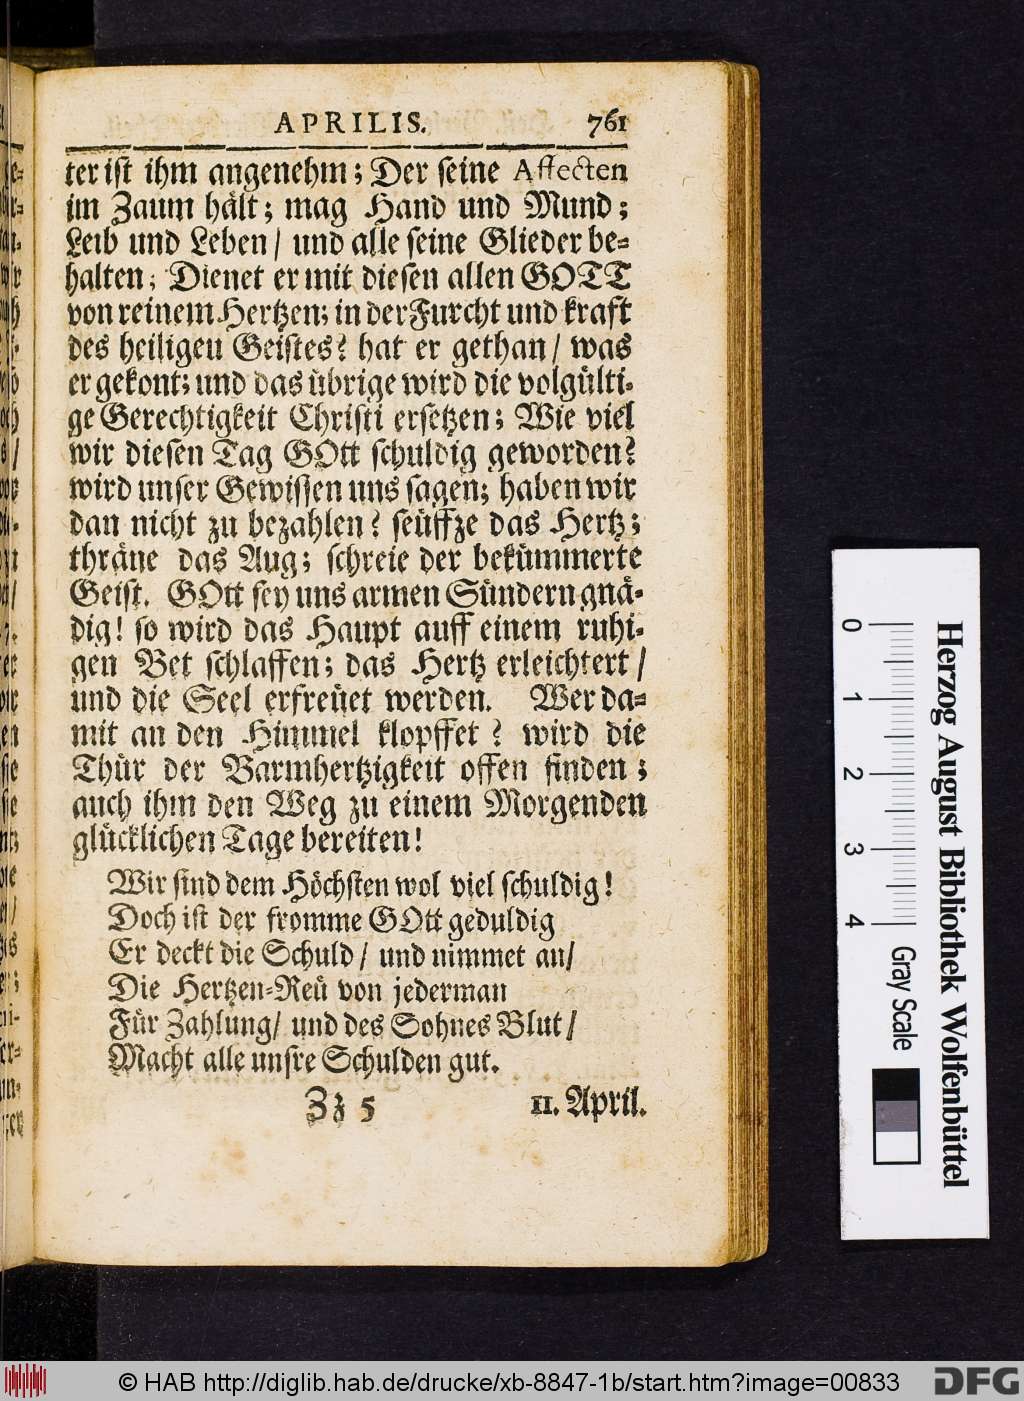 APRILIS. 761
ter ist ihm angenehm; Der seine Affecten
im Zaum hält; mag Hand und Mund;
Leib und Leben/ und alle seine Glieder be-
halten; Dienet er mit diesen allen GOTT
von reinem Hertzen; in der Furcht und kraft
des heiligeu Geistes? hat er gethan/ was
er gekont; und das übrige wird die volgülti-
ge Gerechtigkeit Christi ersetzen; Wie viel
wir diesen Tag GOtt schuldig geworden?
wird unser Gewissen uns sagen; haben wir
dan nicht zu bezahlen? seüffze das Hertz;
thräne das Aug; schreie der bekümmerte
Geist. GOtt sey uns armen Sündern gnä-
dig! so wird das Haupt auff einem ruhi-
gen Bet schlaffen; das Hertz erleichtert/
und die Seel erfreüet werden. Wer da-
mit an den Himmel klopffet? wird die
Thür der Barmhertzigkeit offen finden;
auch ihm den Weg zu einem Morgenden
glücklichen Tage bereiten!
Wir sind dem Höchsten wol viel schuldig!
Doch ist der fromme GOtt geduldig
Er deckt die Schuld/ und nimmet an/
Die Hertzen-Reü von jederman
Für Zahlung/ und des Sohnes Blut/
Macht alle unsre Schulden gut.
Zz 5 11. April.
0 1 2 3 4 Gray Scale
Herzog August Bibliothek Wolfenbüttel
© HAB http://diglib.hab.de/drucke/xb-8847-1b/start.htm?image=00833 DFG